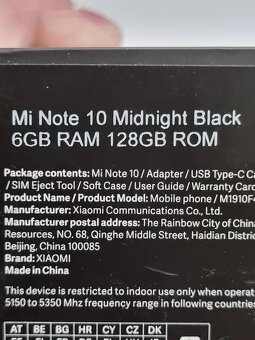 Mi Note 10 Midnight Black
6GB RAM 128GB ROM
Package contents: Mi Note 10 / Adapter / USB Type-C Ca
/ SIM Eject Tool / Soft Case / User Guide / Warranty Card
Product Name / Product Model: Mobile phone / M1910F4
Manufacturer: Xiaomi Communications Co., Ltd.
Manufacturer postal address: The Rainbow City of China
Resources, NO. 68, Qinghe Middle Street, Haidian District
Beijing, China 100085
Brand: XIAOMI
Made in China
This device is restricted to indoor use only when operat
5150 to 5350 Mhz frequency range in following countries
AT BE BG HR CY CZ DK